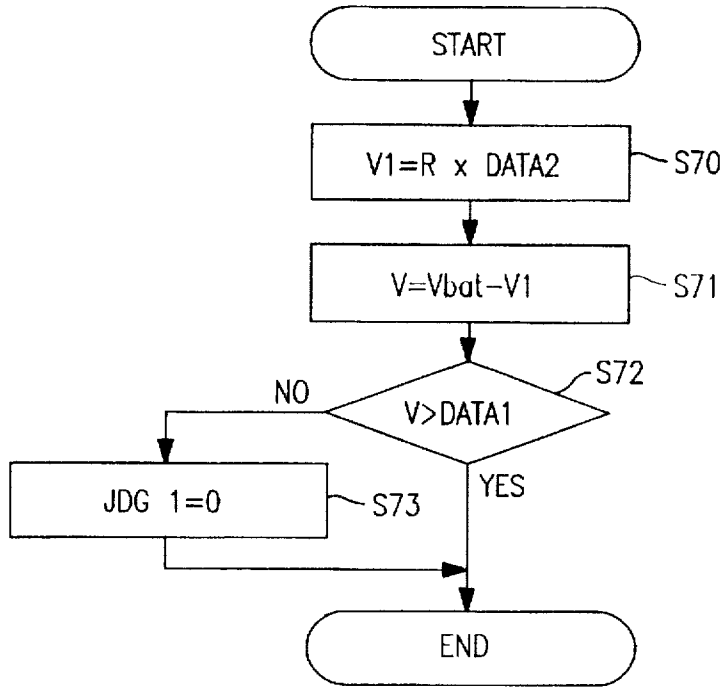 START
V1=R x DATA2
S70
V=Vbat-V1
S71
S72
V>DATA1
NO
YES
JDG 1=0
S73
END